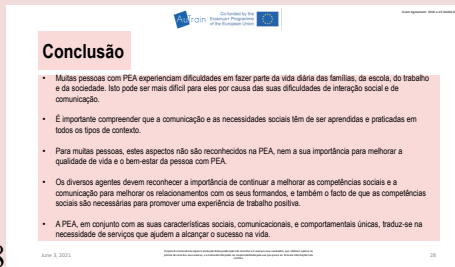 AuTrain
Co-funded by the
Erasmus+ Programme
of the European Union
Conclusão
• Muitas pessoas com PEA experienciam dificuldades em fazer parte da vida diária das famílias, da escola, do trabalho
e da sociedade. Isto pode ser mais difícil para eles por causa das suas dificuldades de interação social e de
comunicação.
• É importante compreender que a comunicação e as necessidades sociais têm de ser aprendidas e praticadas em
todos os tipos de contexto.
• Para muitas pessoas, estes aspectos não são reconhecidos na PEA, nem a sua importância para melhorar a
qualidade de vida e o bem-estar da pessoa com PEA.
• Os diversos agentes devem reconhecer a importância de continuar a melhorar as competências sociais e a
comunicação para melhorar os relacionamentos com os seus formandos, e também o facto de que as competências
sociais são necessárias para promover uma experiência de trabalho positiva.
• A PEA, em conjunto com as suas características sociais, comunicacionais, e comportamentais únicas, traduz-se na
necessidade de serviços que ajudem a alcançar o sucesso na vida.
June 3, 2021
28